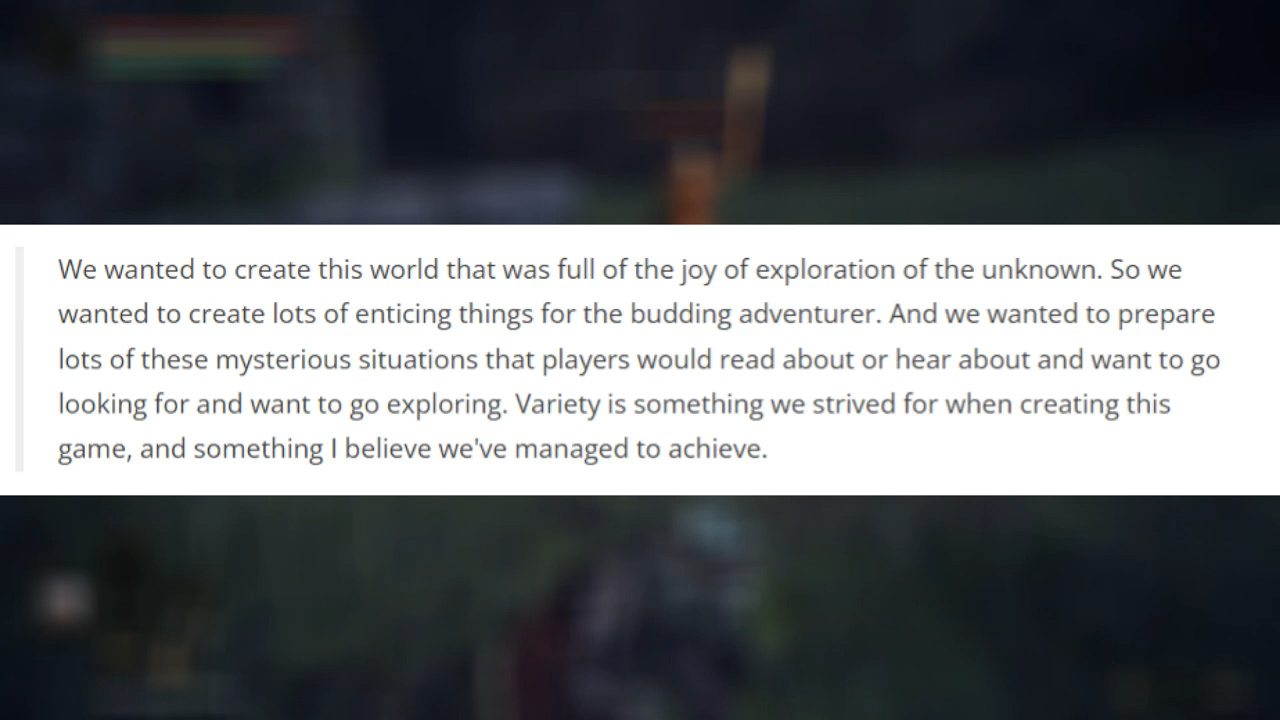 We wanted to create this world that was full of the joy of exploration of the unknown. So we
wanted to create lots of enticing things for the budding adventurer. And we wanted to prepare
lots of these mysterious situations that players would read about or hear about and want to go
looking for and want to go exploring. Variety is something we strived for when creating this
game, and something I believe we've managed to achieve.